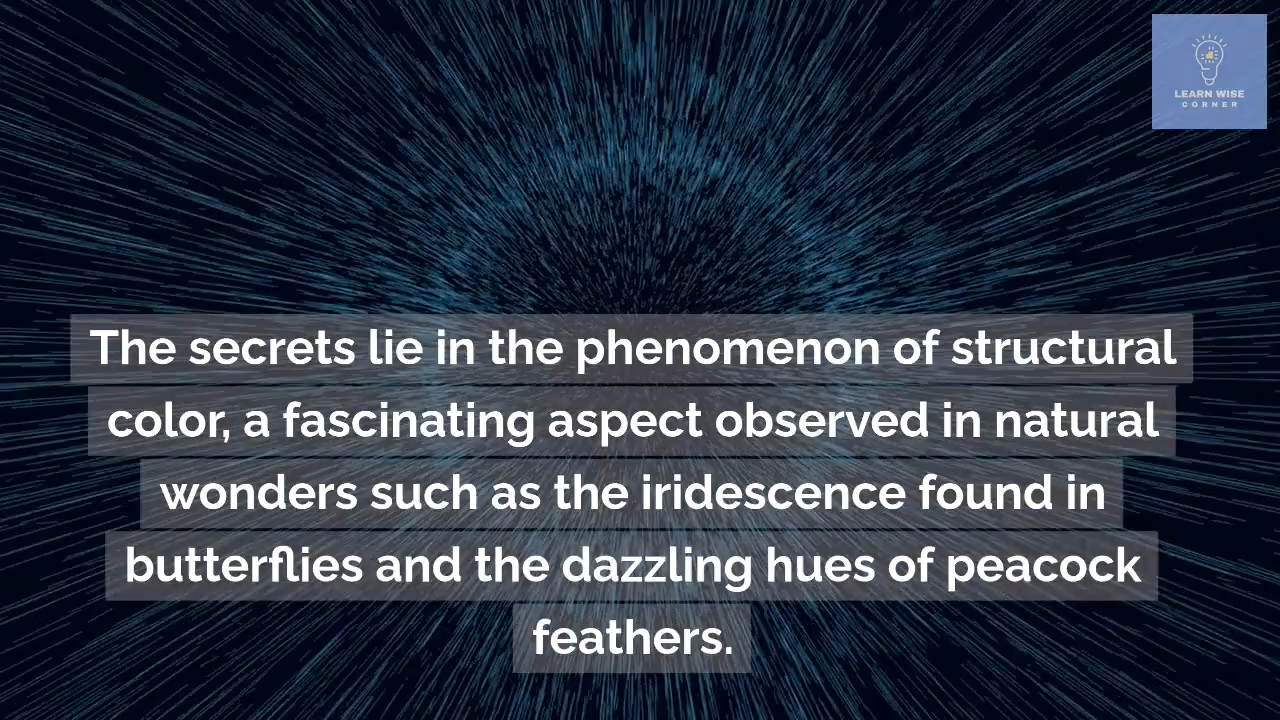 LEARN WISE
CORNER
The secrets lie in the phenomenon of structural
color, a fascinating aspect observed in natural
wonders such as the iridescence found in
butterflies and the dazzling hues of peacock
feathers.